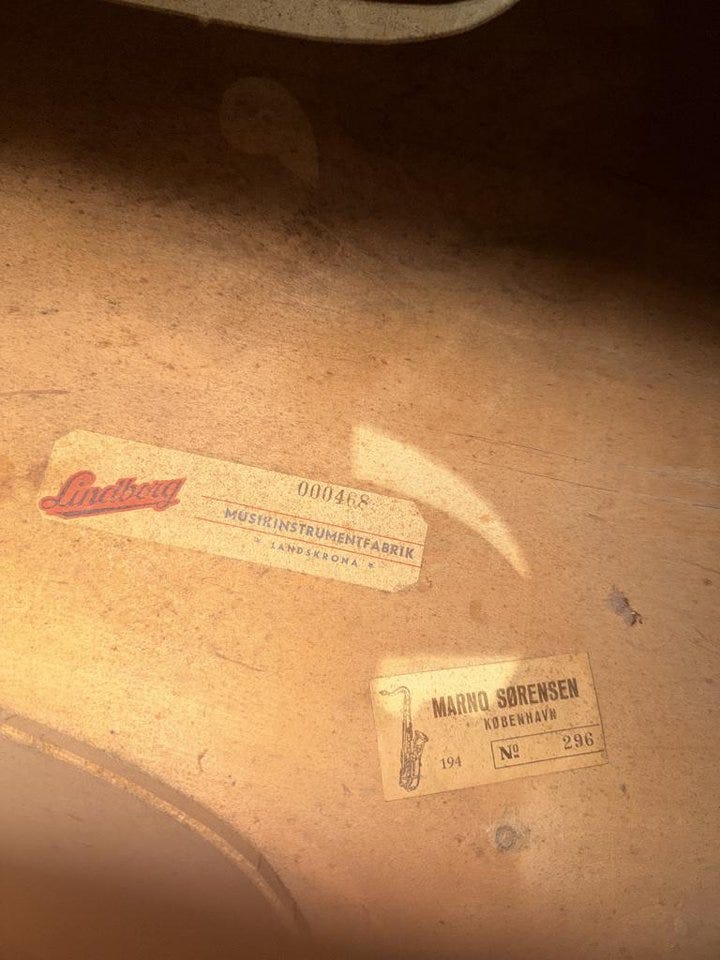 Lindberg
000468
MUSIKINSTRUMENTFABRIK
LANDSKRONA
MARNO SØRENSEN
KØBENHAVN
194
Nº 296